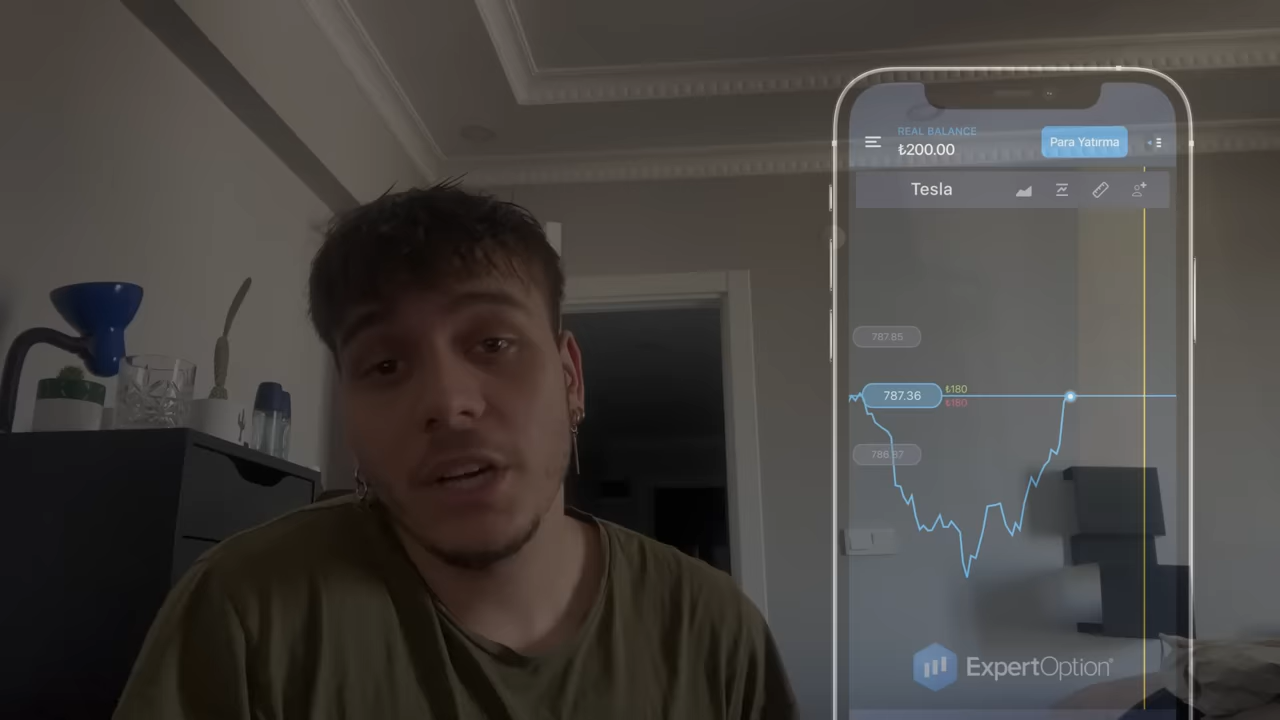 REAL BALANCE
₺200.00
Para Yatırma
Tesla
787.85
787.36
₺180
₺180
786.87
ExpertOption®